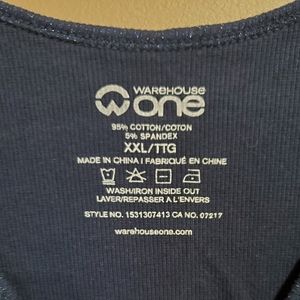 WAREHOUSE
one
95% COTTON/COTON
5% SPANDEX
XXL/TTG
MADE IN CHINA | FABRIQUÉ EN CHINE
WASH/IRON INSIDE OUT
LAVER/REPASSER A L'ENVERS
STYLE NO. 1531307413 CA NO. 07217
warehouseone.com